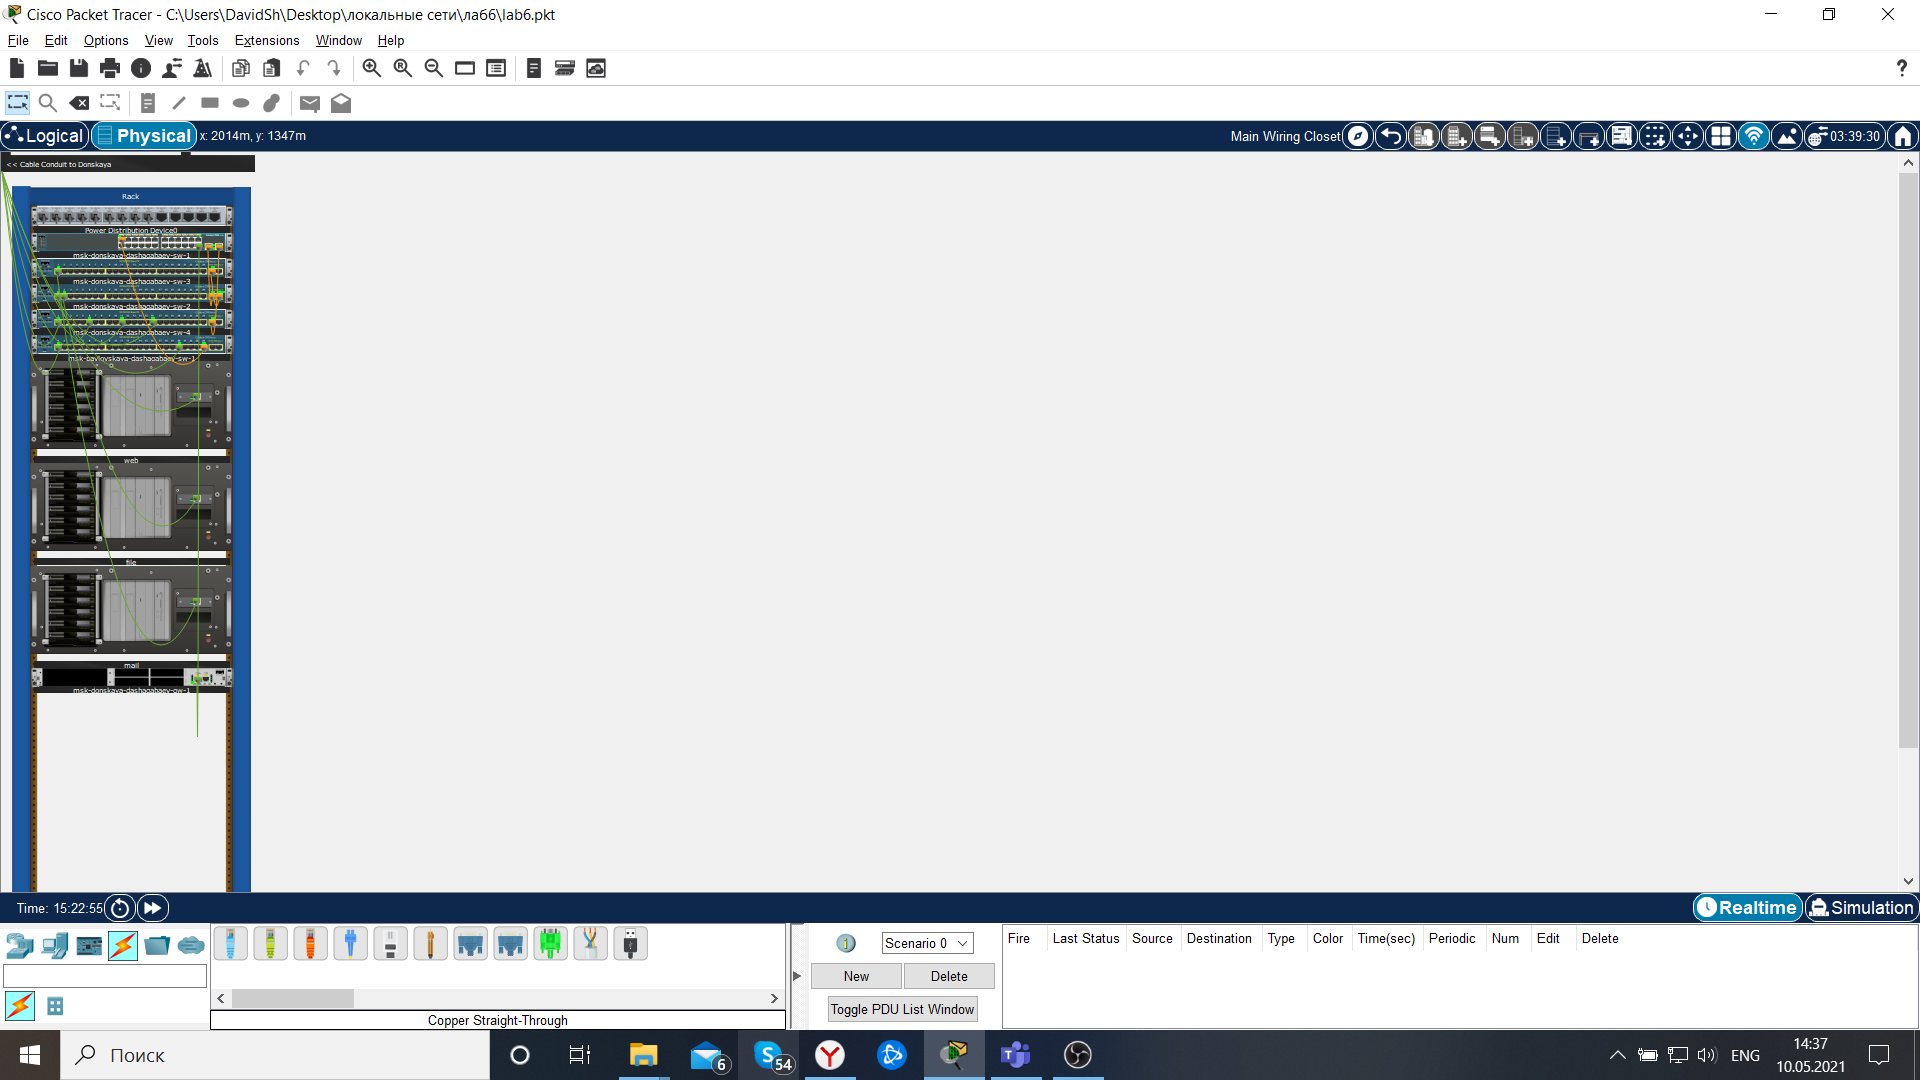 Cisco Packet Tracer - C:\Users\DavidSh\Desktop\локальные сети\лаб6\lab6.pkt
File Edit Options View Tools Extensions Window Help
Logical Physical x: 2014m, y: 1347m Main Wiring Closet 03:39:30
<< Cable Conduit to Donskaya
Rack
Power Distribution Device0
msk-donskaya-dashagabaev-sw-1
msk-donskaya-dashagabaev-sw-3
msk-donskaya-dashagabaev-sw-2
msk-donskaya-dashagabaev-sw-4
msk-pavlovskaya-dashagabaev-sw-1
web
file
mail
msk-donskaya-dashagabaev-gw-1
Time: 15:22:55 Realtime Simulation
Scenario 0
Fire Last Status Source Destination Type Color Time(sec) Periodic Num Edit Delete
New Delete
Toggle PDU List Window
Copper Straight-Through
Поиск
6
54
ENG
14:37
10.05.2021